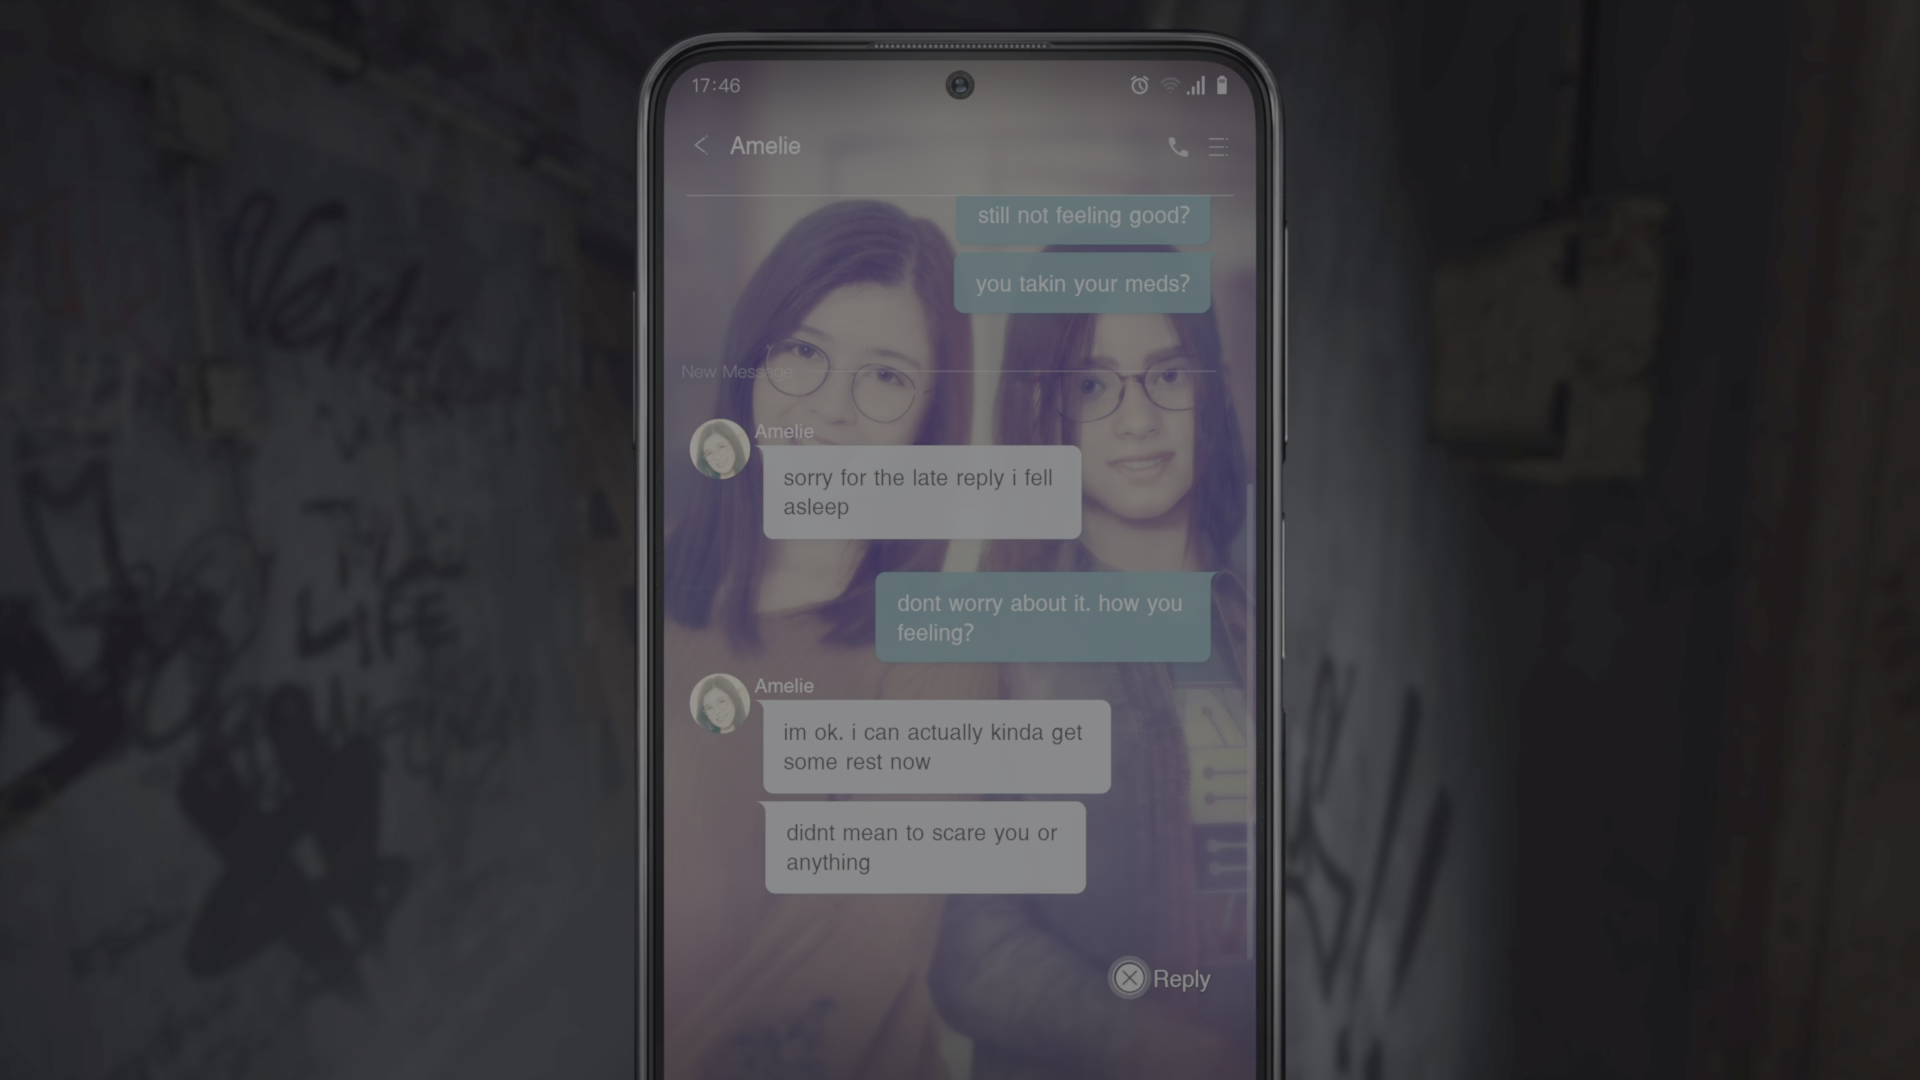 17:46
Amelie
still not feeling good?
you takin your meds?
New Message
Amelie
sorry for the late reply i fell
asleep
dont worry about it. how you
feeling?
Amelie
im ok. i can actually kinda get
some rest now
didnt mean to scare you or
anything
Reply
LIFE